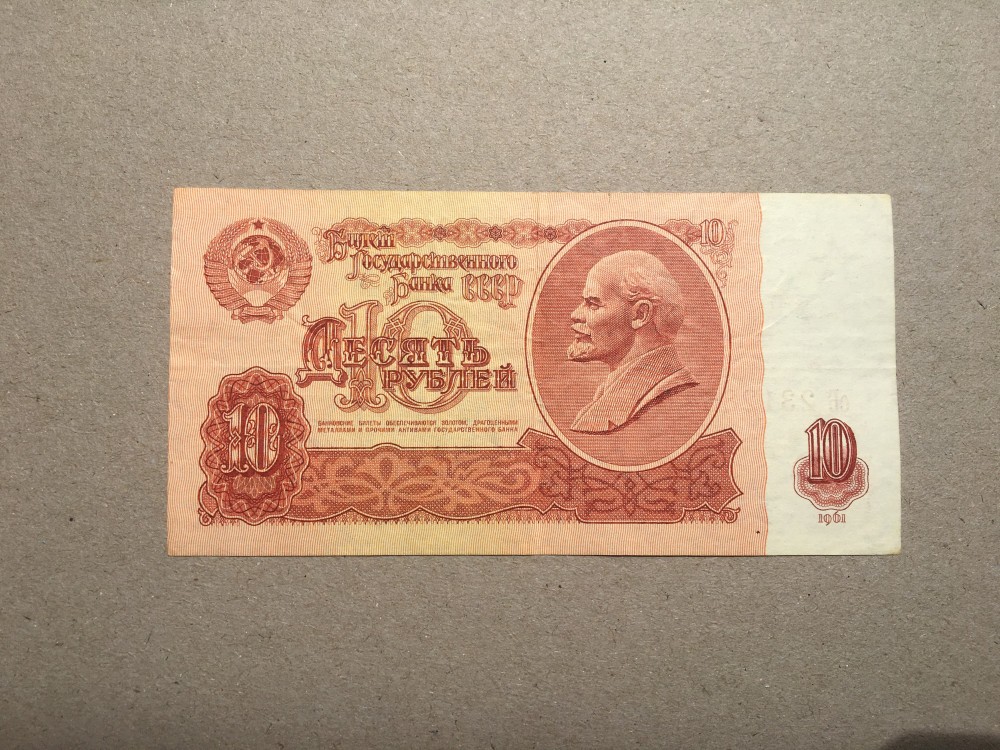 Билет
Государственного
Банка СССР
10
10
Десять
рублей
БАНКОВСКИЕ БИЛЕТЫ ОБЕСПЕЧИВАЮТСЯ ЗОЛОТОМ, ДРАГОЦЕННЫМИ
МЕТАЛЛАМИ И ПРОЧИМИ АКТИВАМИ ГОСУДАРСТВЕННОГО БАНКА
10
10
1961